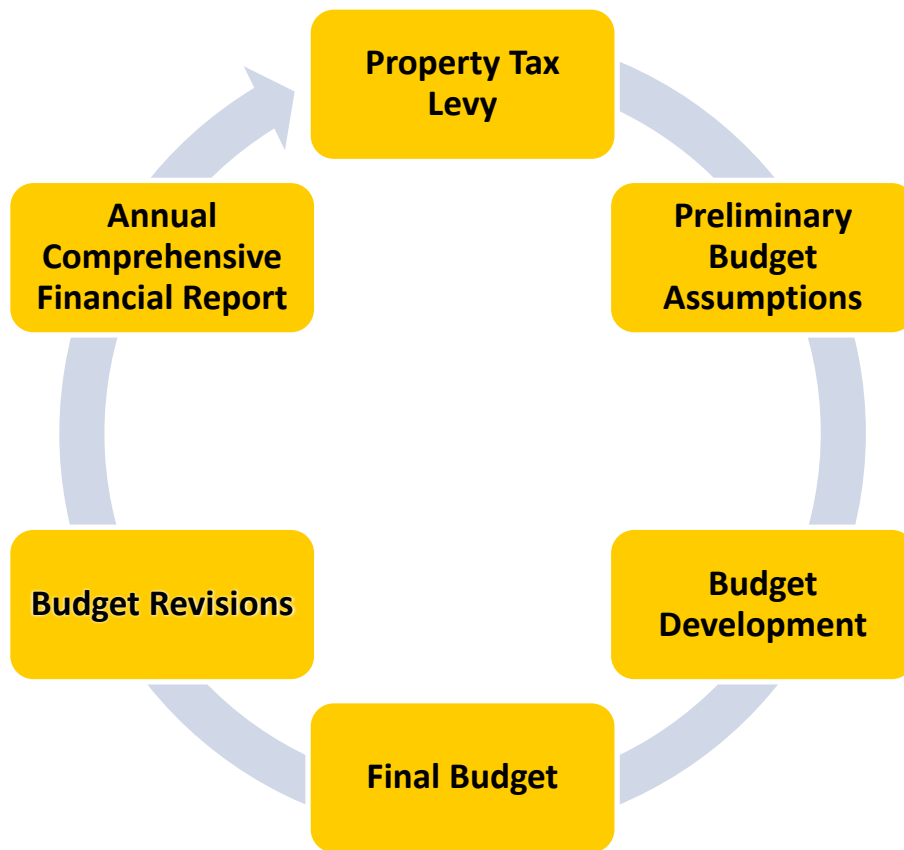 Property Tax
Levy
Preliminary
Budget
Assumptions
Budget
Development
Final Budget
Budget Revisions
Annual
Comprehensive
Financial Report